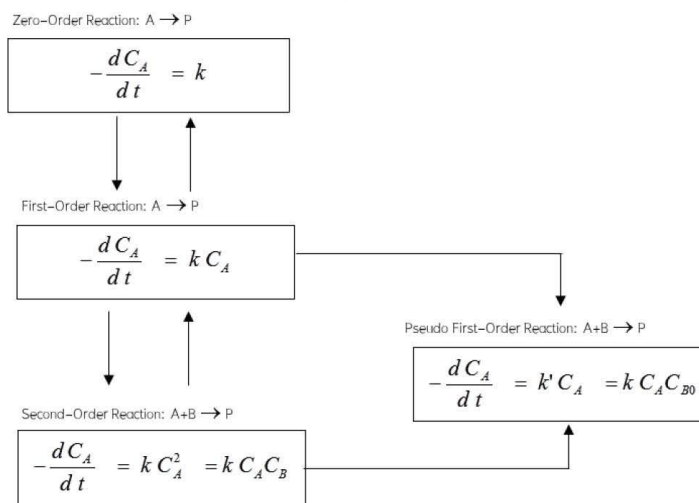 Zero-Order Reaction: A → P
- dC_A / dt = k
First-Order Reaction: A → P
- dC_A / dt = k C_A
Pseudo First-Order Reaction: A+B → P
- dC_A / dt = k' C_A = k C_A C_B0
Second-Order Reaction: A+B → P
- dC_A / dt = k C_A^2 = k C_A C_B